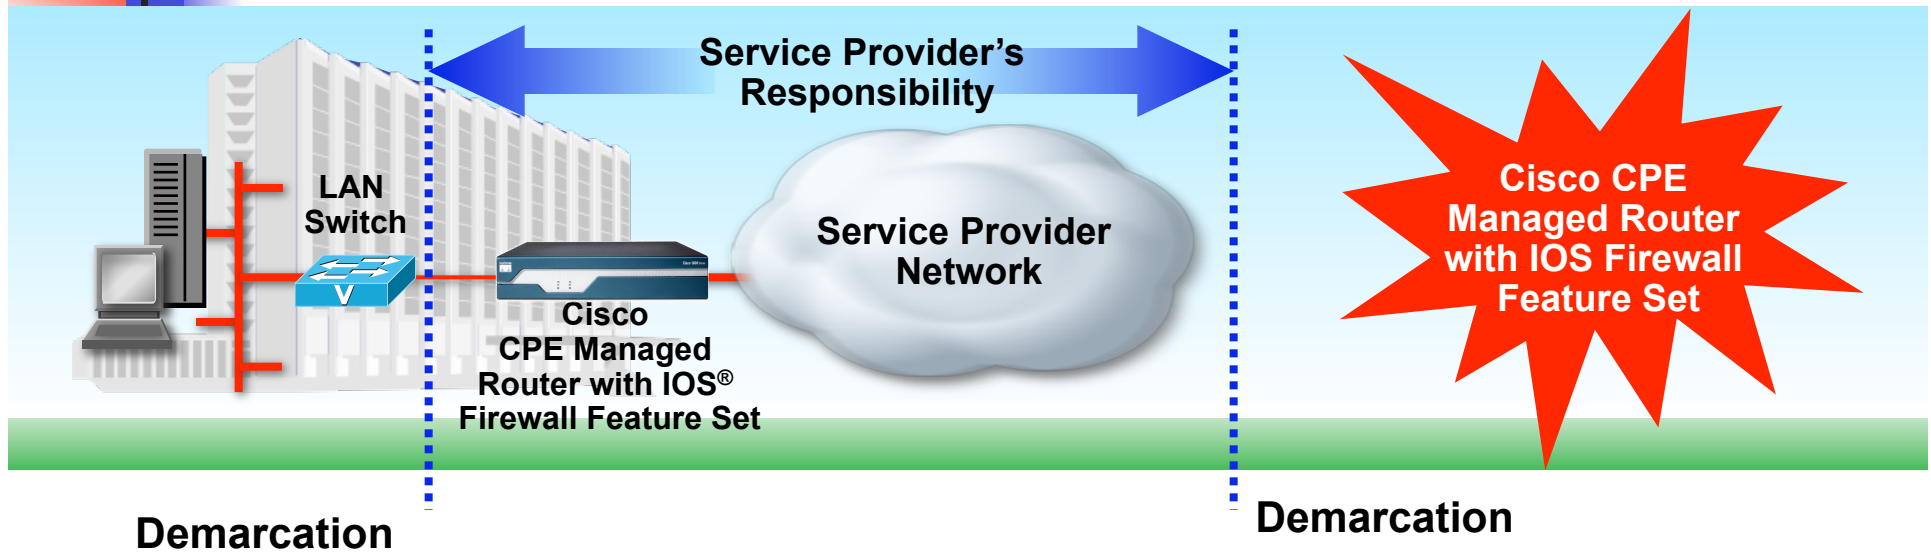 Service Provider’s
Responsibility
LAN
Switch
V
Cisco
CPE Managed
Router with IOS®
Firewall Feature Set
Service Provider
Network
Cisco CPE
Managed Router
with IOS Firewall
Feature Set
Demarcation
Demarcation